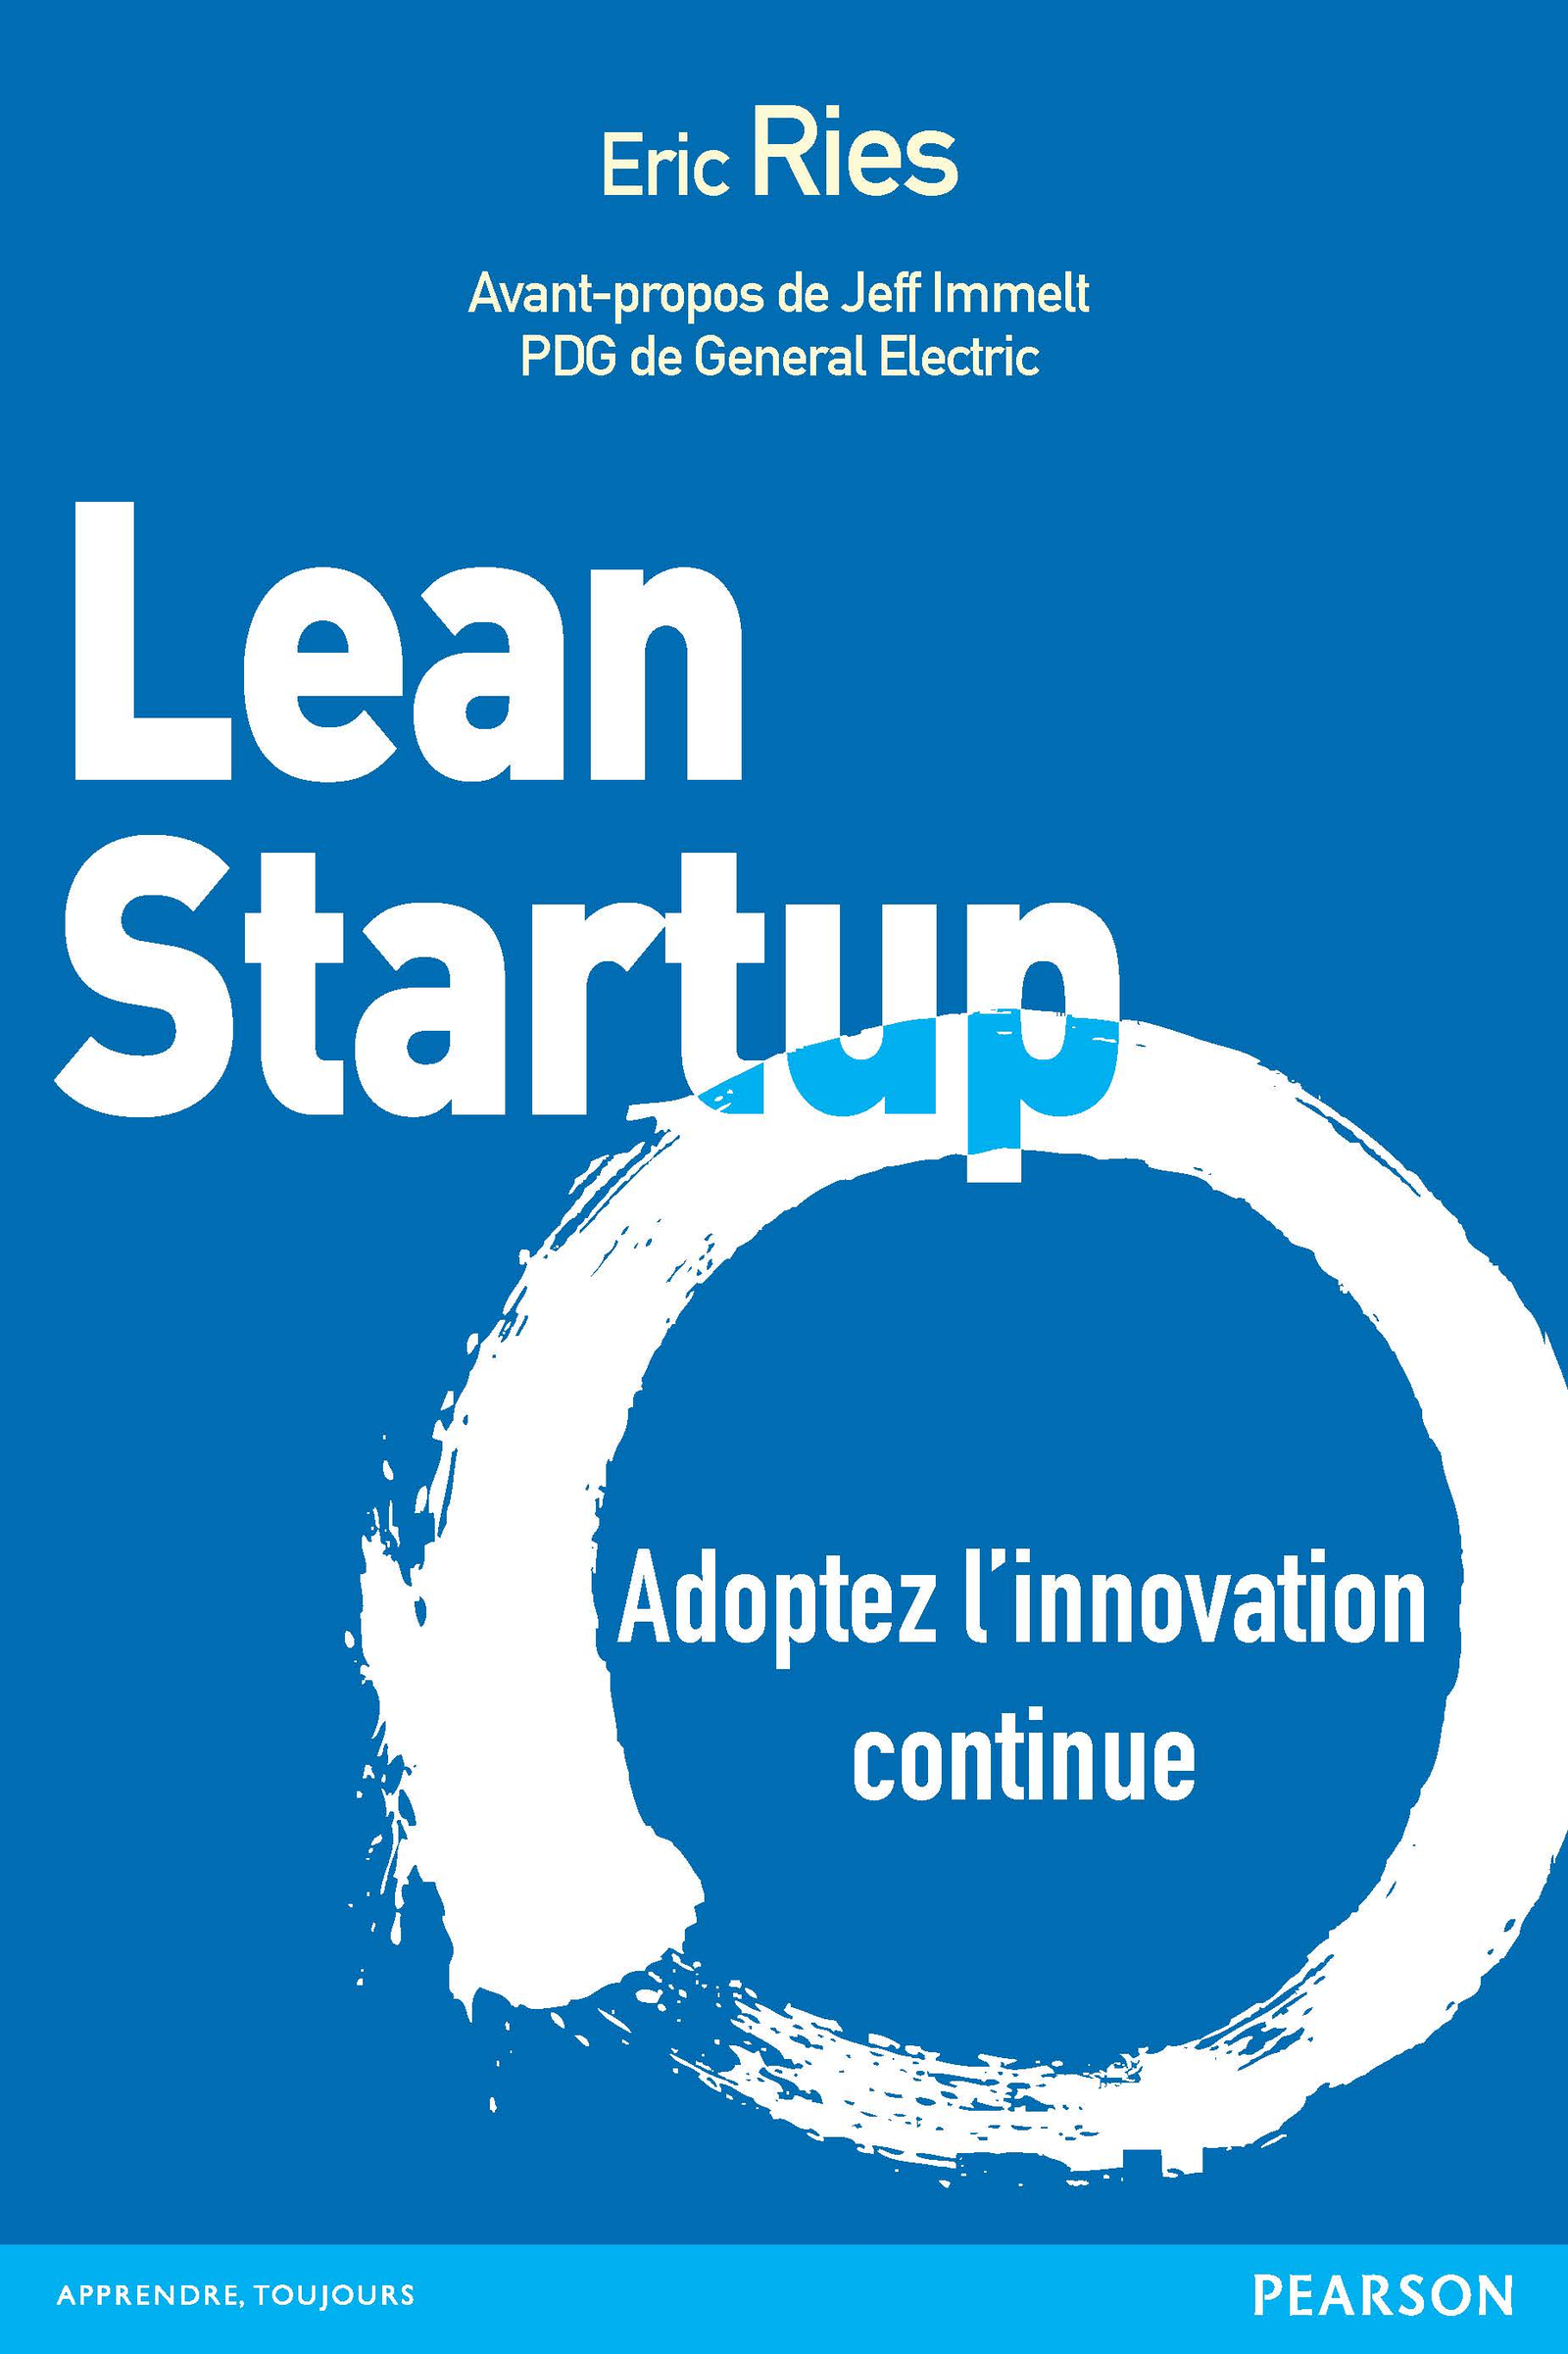 Eric Ries
Avant-propos de Jeff Immelt
PDG de General Electric
Lean
Startup
Adoptez l'innovation
continue
APPRENDRE, TOUJOURS
PEARSON